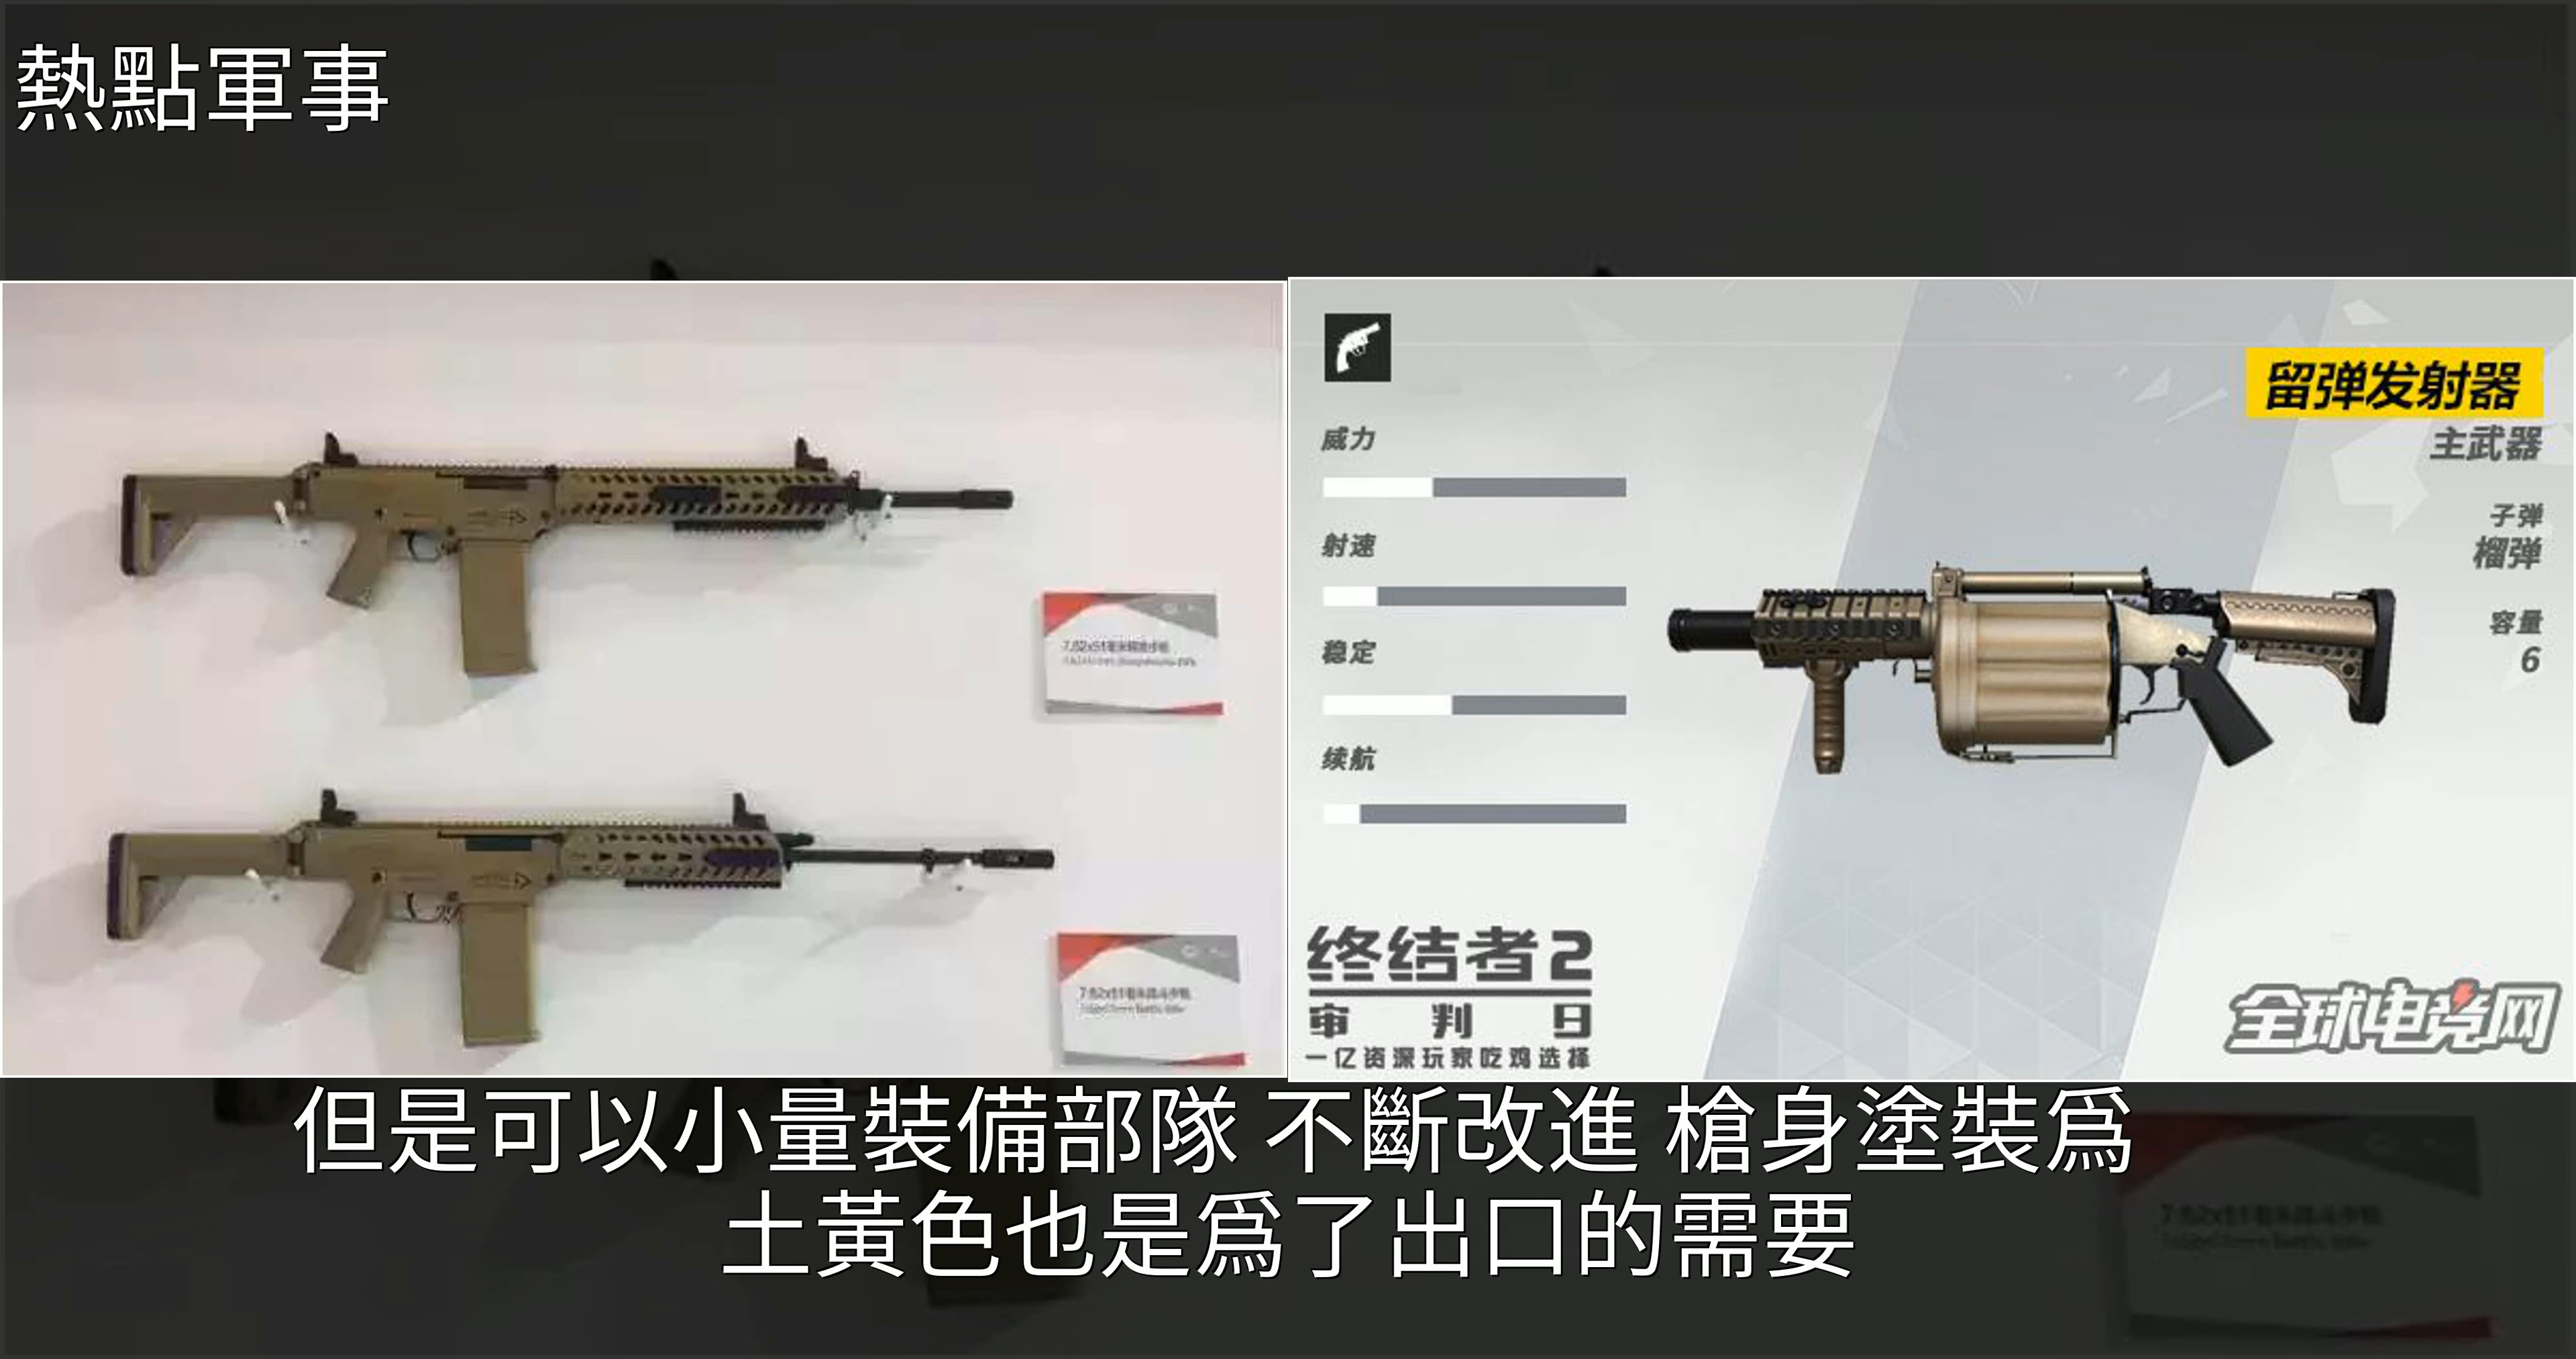 熱點軍事
留弹发射器
主武器
子弹
榴弹
容量
6
威力
射速
稳定
续航
终结者2
审判日
一亿资深玩家吃鸡选择
全球电竞网
但是可以小量裝備部隊 不斷改進 槍身塗裝爲
土黃色也是爲了出口的需要